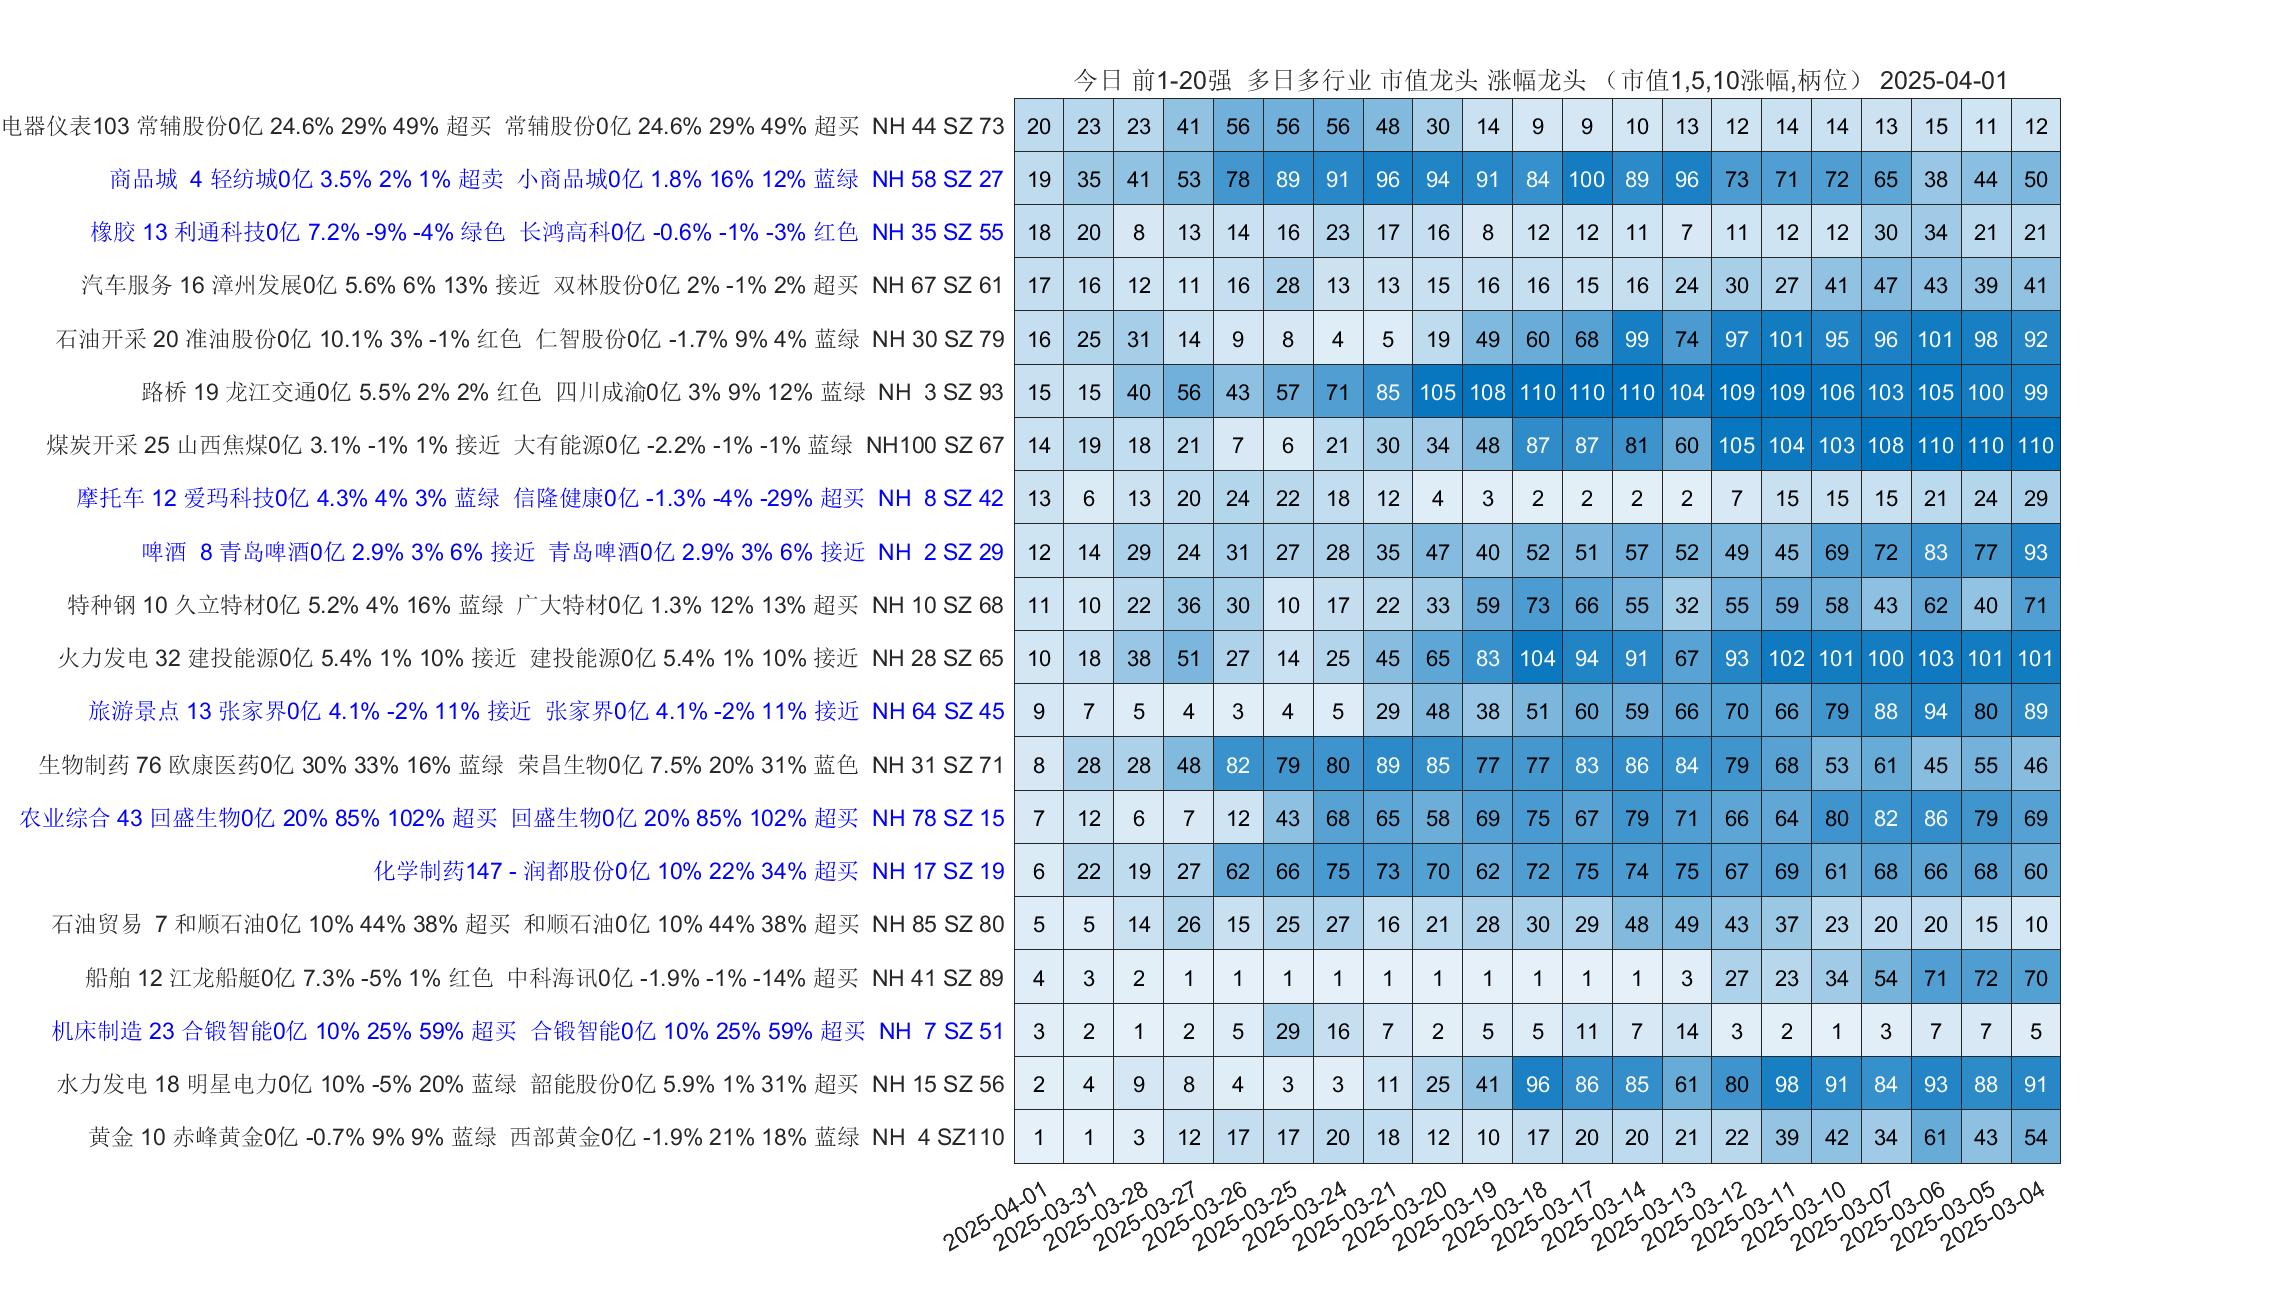 今日 前1-20强 多日多行业 市值龙头 涨幅龙头 （市值1,5,10涨幅,柄位） 2025-04-01
电器仪表103 常辅股份0亿 24.6% 29% 49% 超买 常辅股份0亿 24.6% 29% 49% 超买 NH 44 SZ 73 20 23 23 41 56 56 56 48 30 14 9 9 10 13 12 14 14 13 15 11 12
商品城 4 轻纺城0亿 3.5% 2% 1% 超卖 小商品城0亿 1.8% 16% 12% 蓝绿 NH 58 SZ 27 19 35 41 53 78 89 91 96 94 91 84 100 89 96 73 71 72 65 38 44 50
橡胶 13 利通科技0亿 7.2% -9% -4% 绿色 长鸿高科0亿 -0.6% -1% -3% 红色 NH 35 SZ 55 18 20 8 13 14 16 23 17 16 8 12 12 11 7 11 12 12 30 34 21 21
汽车服务 16 漳州发展0亿 5.6% 6% 13% 接近 双林股份0亿 2% -1% 2% 超买 NH 67 SZ 61 17 16 12 11 16 28 13 13 15 16 16 15 16 24 30 27 41 47 43 39 41
石油开采 20 准油股份0亿 10.1% 3% -1% 红色 仁智股份0亿 -1.7% 9% 4% 蓝绿 NH 30 SZ 79 16 25 31 14 9 8 4 5 19 49 60 68 99 74 97 101 95 96 101 98 92
路桥 19 龙江交通0亿 5.5% 2% 2% 红色 四川成渝0亿 3% 9% 12% 蓝绿 NH 3 SZ 93 15 15 40 56 43 57 71 85 105 108 110 110 110 104 109 109 106 103 105 100 99
煤炭开采 25 山西焦煤0亿 3.1% -1% 1% 接近 大有能源0亿 -2.2% -1% -1% 蓝绿 NH100 SZ 67 14 19 18 21 7 6 21 30 34 48 87 87 81 60 105 104 103 108 110 110 110
摩托车 12 爱玛科技0亿 4.3% 4% 3% 蓝绿 信隆健康0亿 -1.3% -4% -29% 超买 NH 8 SZ 42 13 6 13 20 24 22 18 12 4 3 2 2 2 2 7 15 15 15 21 24 29
啤酒 8 青岛啤酒0亿 2.9% 3% 6% 接近 青岛啤酒0亿 2.9% 3% 6% 接近 NH 2 SZ 29 12 14 29 24 31 27 28 35 47 40 52 51 57 52 49 45 69 72 83 77 93
特种钢 10 久立特材0亿 5.2% 4% 16% 蓝绿 广大特材0亿 1.3% 12% 13% 超买 NH 10 SZ 68 11 10 22 36 30 10 17 22 33 59 73 66 55 32 55 59 58 43 62 40 71
火力发电 32 建投能源0亿 5.4% 1% 10% 接近 建投能源0亿 5.4% 1% 10% 接近 NH 28 SZ 65 10 18 38 51 27 14 25 45 65 83 104 94 91 67 93 102 101 100 103 101 101
旅游景点 13 张家界0亿 4.1% -2% 11% 接近 张家界0亿 4.1% -2% 11% 接近 NH 64 SZ 45 9 7 5 4 3 4 5 29 48 38 51 60 59 66 70 66 79 88 94 80 89
生物制药 76 欧康医药0亿 30% 33% 16% 蓝绿 荣昌生物0亿 7.5% 20% 31% 蓝色 NH 31 SZ 71 8 28 28 48 82 79 80 89 85 77 77 83 86 84 79 68 53 61 45 55 46
农业综合 43 回盛生物0亿 20% 85% 102% 超买 回盛生物0亿 20% 85% 102% 超买 NH 78 SZ 15 7 12 6 7 12 43 68 65 58 69 75 67 79 71 66 64 80 82 86 79 69
化学制药147 - 润都股份0亿 10% 22% 34% 超买 NH 17 SZ 19 6 22 19 27 62 66 75 73 70 62 72 75 74 75 67 69 61 68 66 68 60
石油贸易 7 和顺石油0亿 10% 44% 38% 超买 和顺石油0亿 10% 44% 38% 超买 NH 85 SZ 80 5 5 14 26 15 25 27 16 21 28 30 29 48 49 43 37 23 20 20 15 10
船舶 12 江龙船艇0亿 7.3% -5% 1% 红色 中科海讯0亿 -1.9% -1% -14% 超买 NH 41 SZ 89 4 3 2 1 1 1 1 1 1 1 1 1 1 3 27 23 34 54 71 72 70
机床制造 23 合锻智能0亿 10% 25% 59% 超买 合锻智能0亿 10% 25% 59% 超买 NH 7 SZ 51 3 2 1 2 5 29 16 7 2 5 5 11 7 14 3 2 1 3 7 7 5
水力发电 18 明星电力0亿 10% -5% 20% 蓝绿 韶能股份0亿 5.9% 1% 31% 超买 NH 15 SZ 56 2 4 9 8 4 3 3 11 25 41 96 86 85 61 80 98 91 84 93 88 91
黄金 10 赤峰黄金0亿 -0.7% 9% 9% 蓝绿 西部黄金0亿 -1.9% 21% 18% 蓝绿 NH 4 SZ110 1 1 3 12 17 17 20 18 12 10 17 20 20 21 22 39 42 34 61 43 54
2025-04-01 2025-03-31 2025-03-28 2025-03-27 2025-03-26 2025-03-25 2025-03-24 2025-03-21 2025-03-20 2025-03-19 2025-03-18 2025-03-17 2025-03-14 2025-03-13 2025-03-12 2025-03-11 2025-03-10 2025-03-07 2025-03-06 2025-03-05 2025-03-04